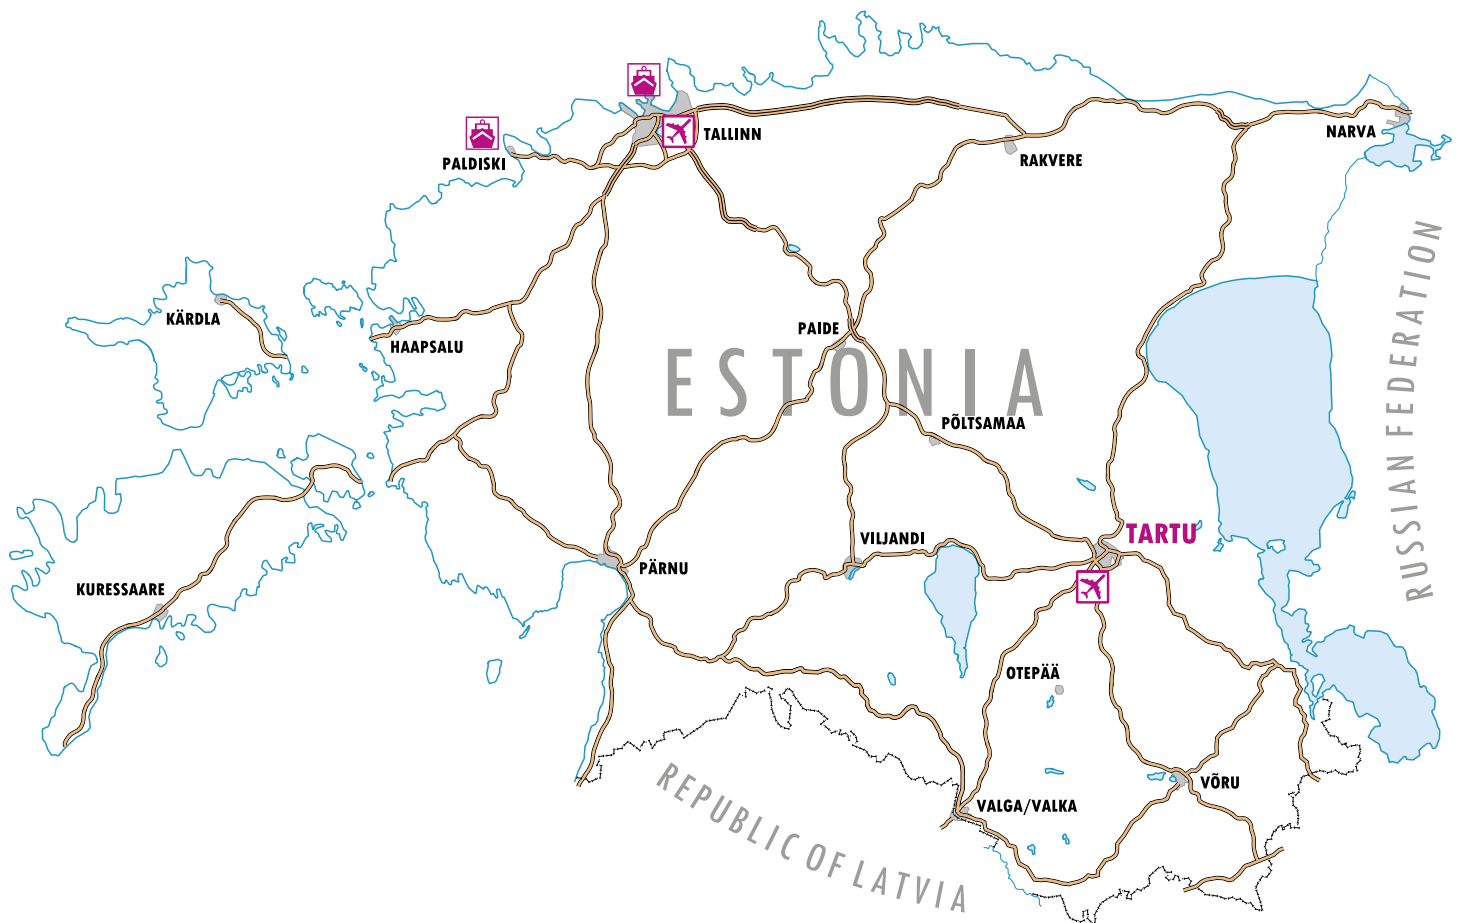 TALLINN
NARVA
PALDISKI
RAKVERE
RUSSIAN FEDERATION
KÄRDLA
PAIDE
HAAPSALU
ESTONIA
PÕLTSAMAA
TARTU
VILJANDI
PÄRNU
KURESSAARE
OTEPÄÄ
VÕRU
VALGA/VALKA
REPUBLIC OF LATVIA